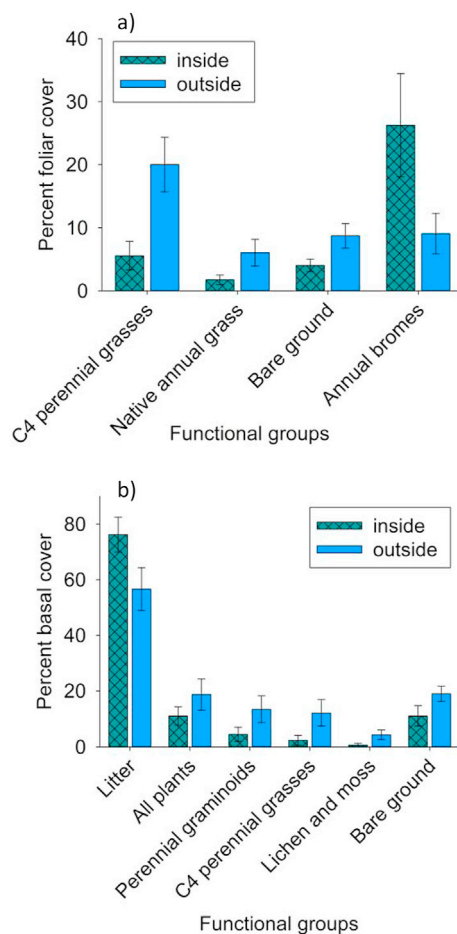 a)
inside
outside
Percent foliar cover
40
30
20
10
0
C4 perennial grasses
Native annual grass
Bare ground
Annual bromes
Functional groups
b)
inside
outside
Percent basal cover
80
60
40
20
0
Litter
All plants
Perennial graminoids
C4 perennial grasses
Lichen and moss
Bare ground
Functional groups